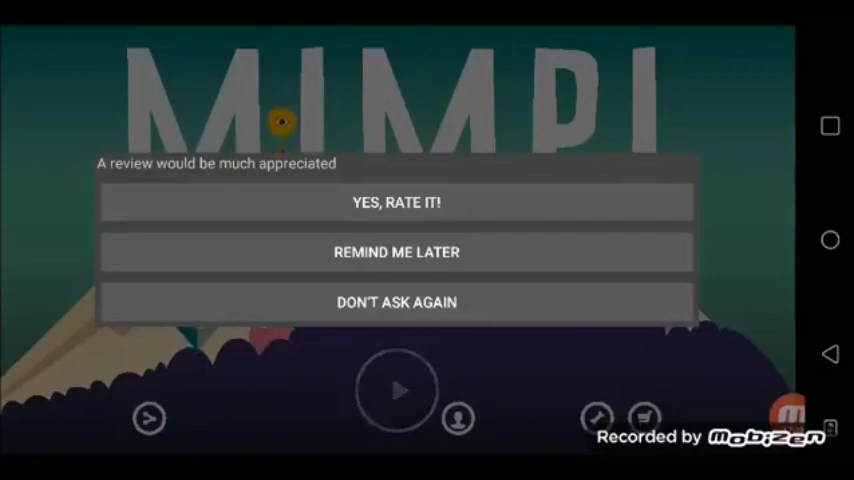 MIMPI
A review would be much appreciated
YES, RATE IT!
REMIND ME LATER
DON'T ASK AGAIN
Recorded by mobizen